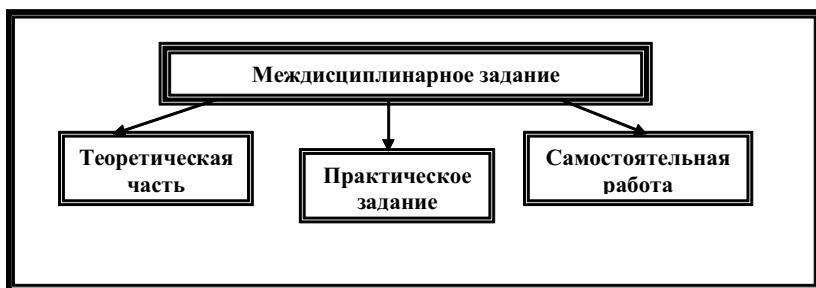 Междисциплинарное задание
Теоретическая
часть
Практическое
задание
Самостоятельная
работа